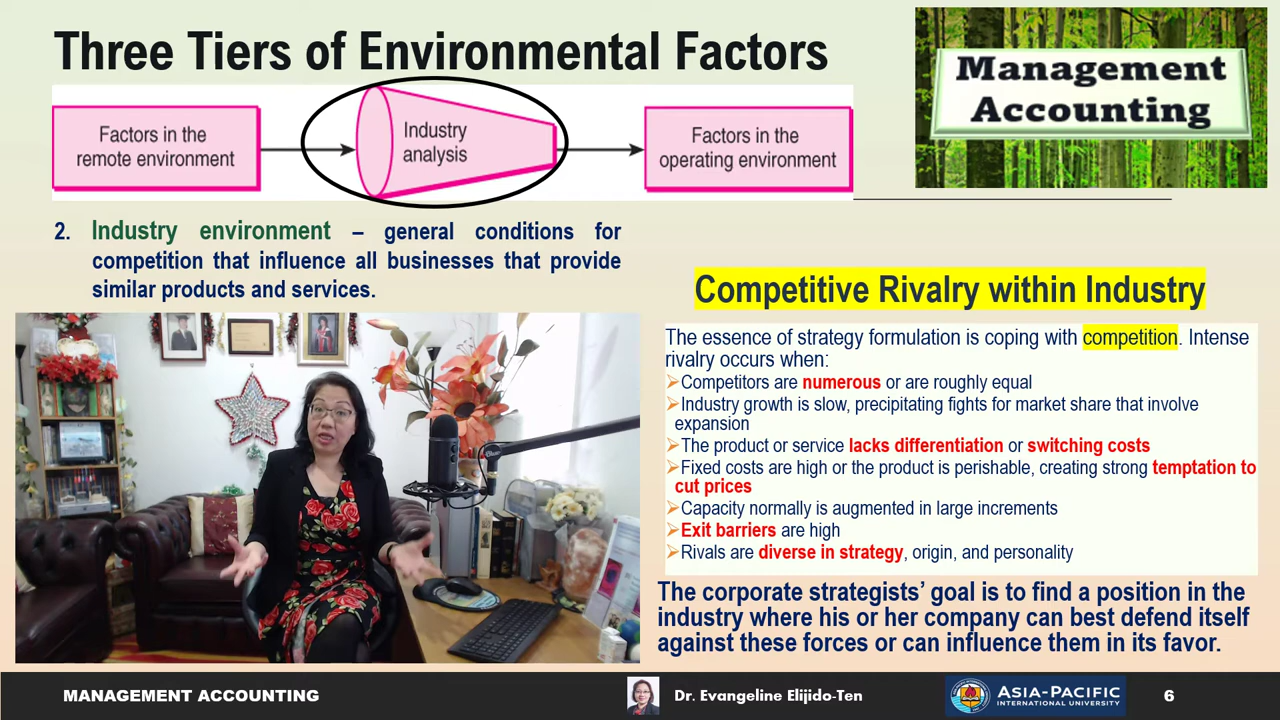 Three Tiers of Environmental Factors
Management
Accounting
Factors in the
remote environment
Industry
analysis
Factors in the
operating environment
2. Industry environment – general conditions for
competition that influence all businesses that provide
similar products and services.
Competitive Rivalry within Industry
The essence of strategy formulation is coping with competition. Intense
rivalry occurs when:
➢Competitors are numerous or are roughly equal
➢Industry growth is slow, precipitating fights for market share that involve
expansion
➢The product or service lacks differentiation or switching costs
➢Fixed costs are high or the product is perishable, creating strong temptation to
cut prices
➢Capacity normally is augmented in large increments
➢Exit barriers are high
➢Rivals are diverse in strategy, origin, and personality
The corporate strategists’ goal is to find a position in the
industry where his or her company can best defend itself
against these forces or can influence them in its favor.
MANAGEMENT ACCOUNTING
Dr. Evangeline Elijido-Ten
ASIA-PACIFIC
INTERNATIONAL UNIVERSITY
6